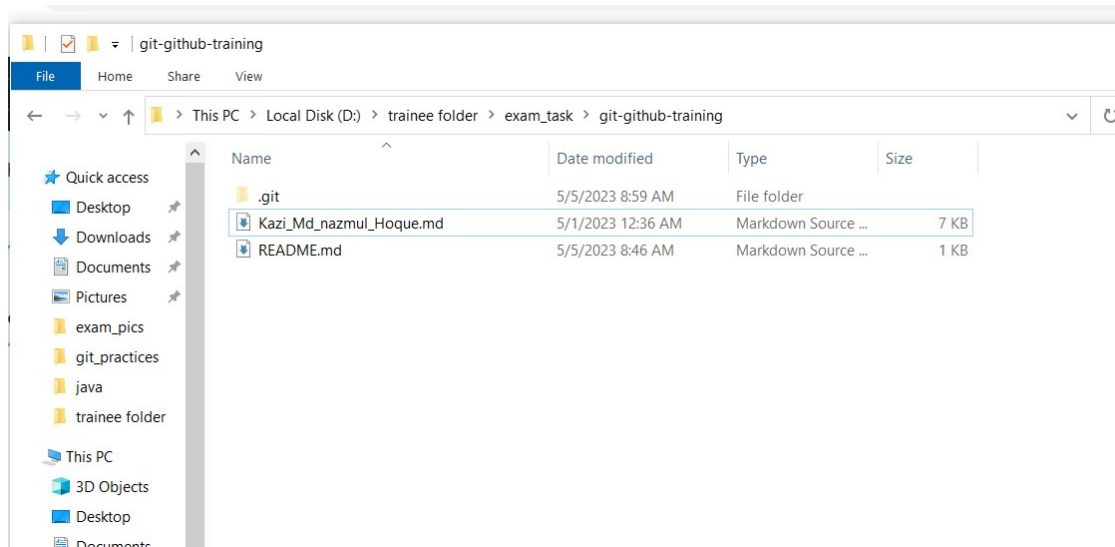 git-github-training
File Home Share View
This PC > Local Disk (D:) > trainee folder > exam_task > git-github-training
Name Date modified Type Size
Quick access
Desktop
Downloads
Documents
Pictures
exam_pics
git_practices
java
trainee folder
This PC
3D Objects
Desktop
Documents
.git 5/5/2023 8:59 AM File folder
Kazi_Md_nazmul_Hoque.md 5/1/2023 12:36 AM Markdown Source ... 7 KB
README.md 5/5/2023 8:46 AM Markdown Source ... 1 KB